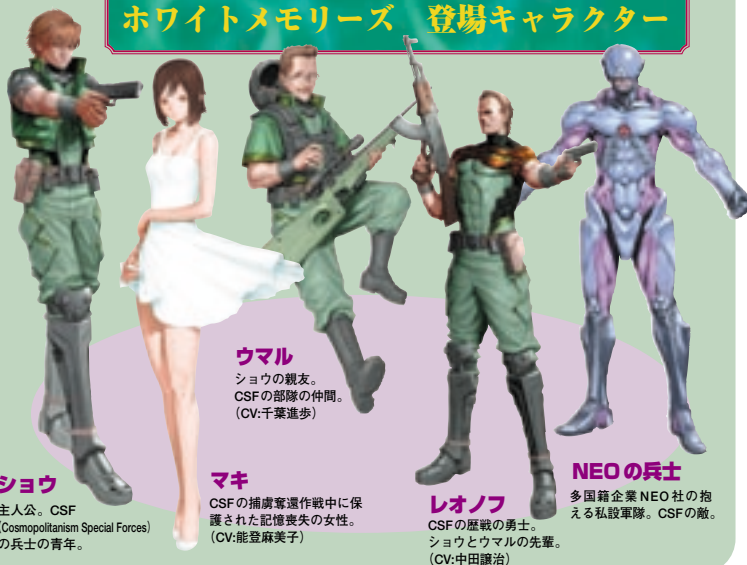 ホワイトメモリーズ　登場キャラクター
ウマル
ショウの親友。
CSFの部隊の仲間。
(CV:千葉進歩)
ショウ
主人公。CSF
(Cosmopolitanism Special Forces)
の兵士の青年。
マキ
CSFの捕虜奪還作戦中に保
護された記憶喪失の女性。
(CV:能登麻美子)
レオノフ
CSFの歴戦の勇士。
ショウとウマルの先輩。
(CV:中田譲治)
NEOの兵士
多国籍企業NEO社の抱
える私設軍隊。CSFの敵。